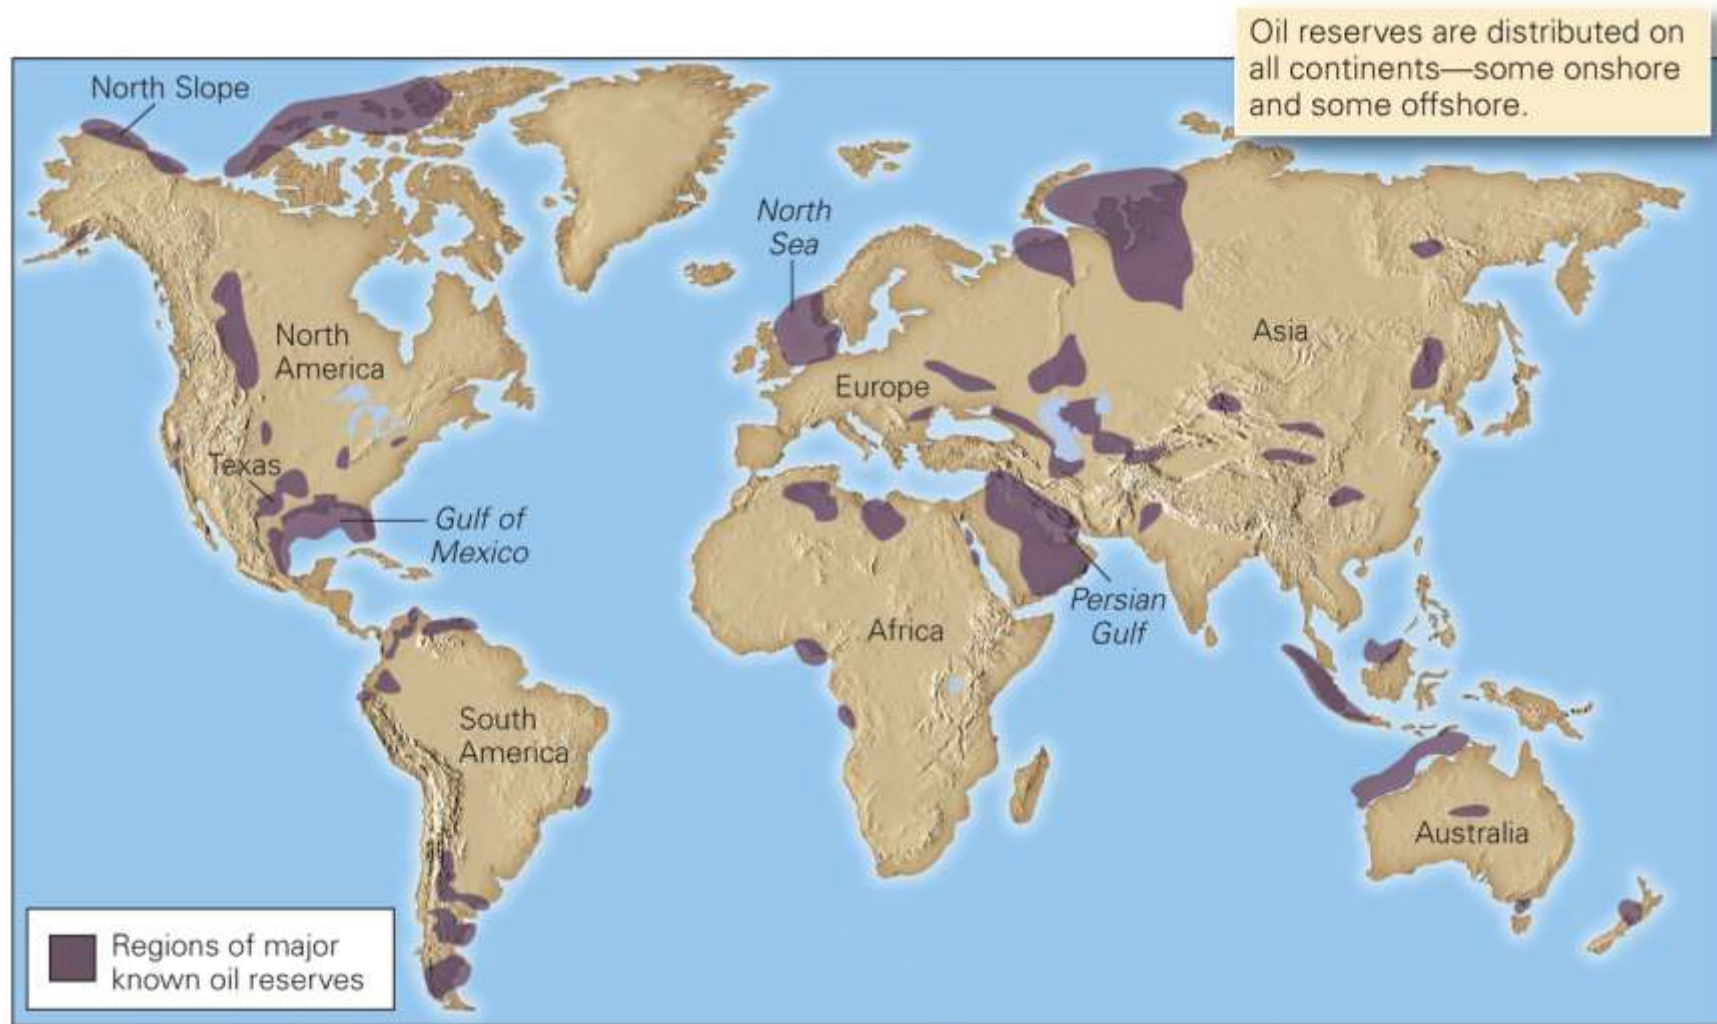 Oil reserves are distributed on
all continents—some onshore
and some offshore.
North Slope
North
Sea
North
America
Asia
Europe
Texas
Gulf of
Mexico
Persian
Gulf
Africa
South
America
Australia
Regions of major
known oil reserves